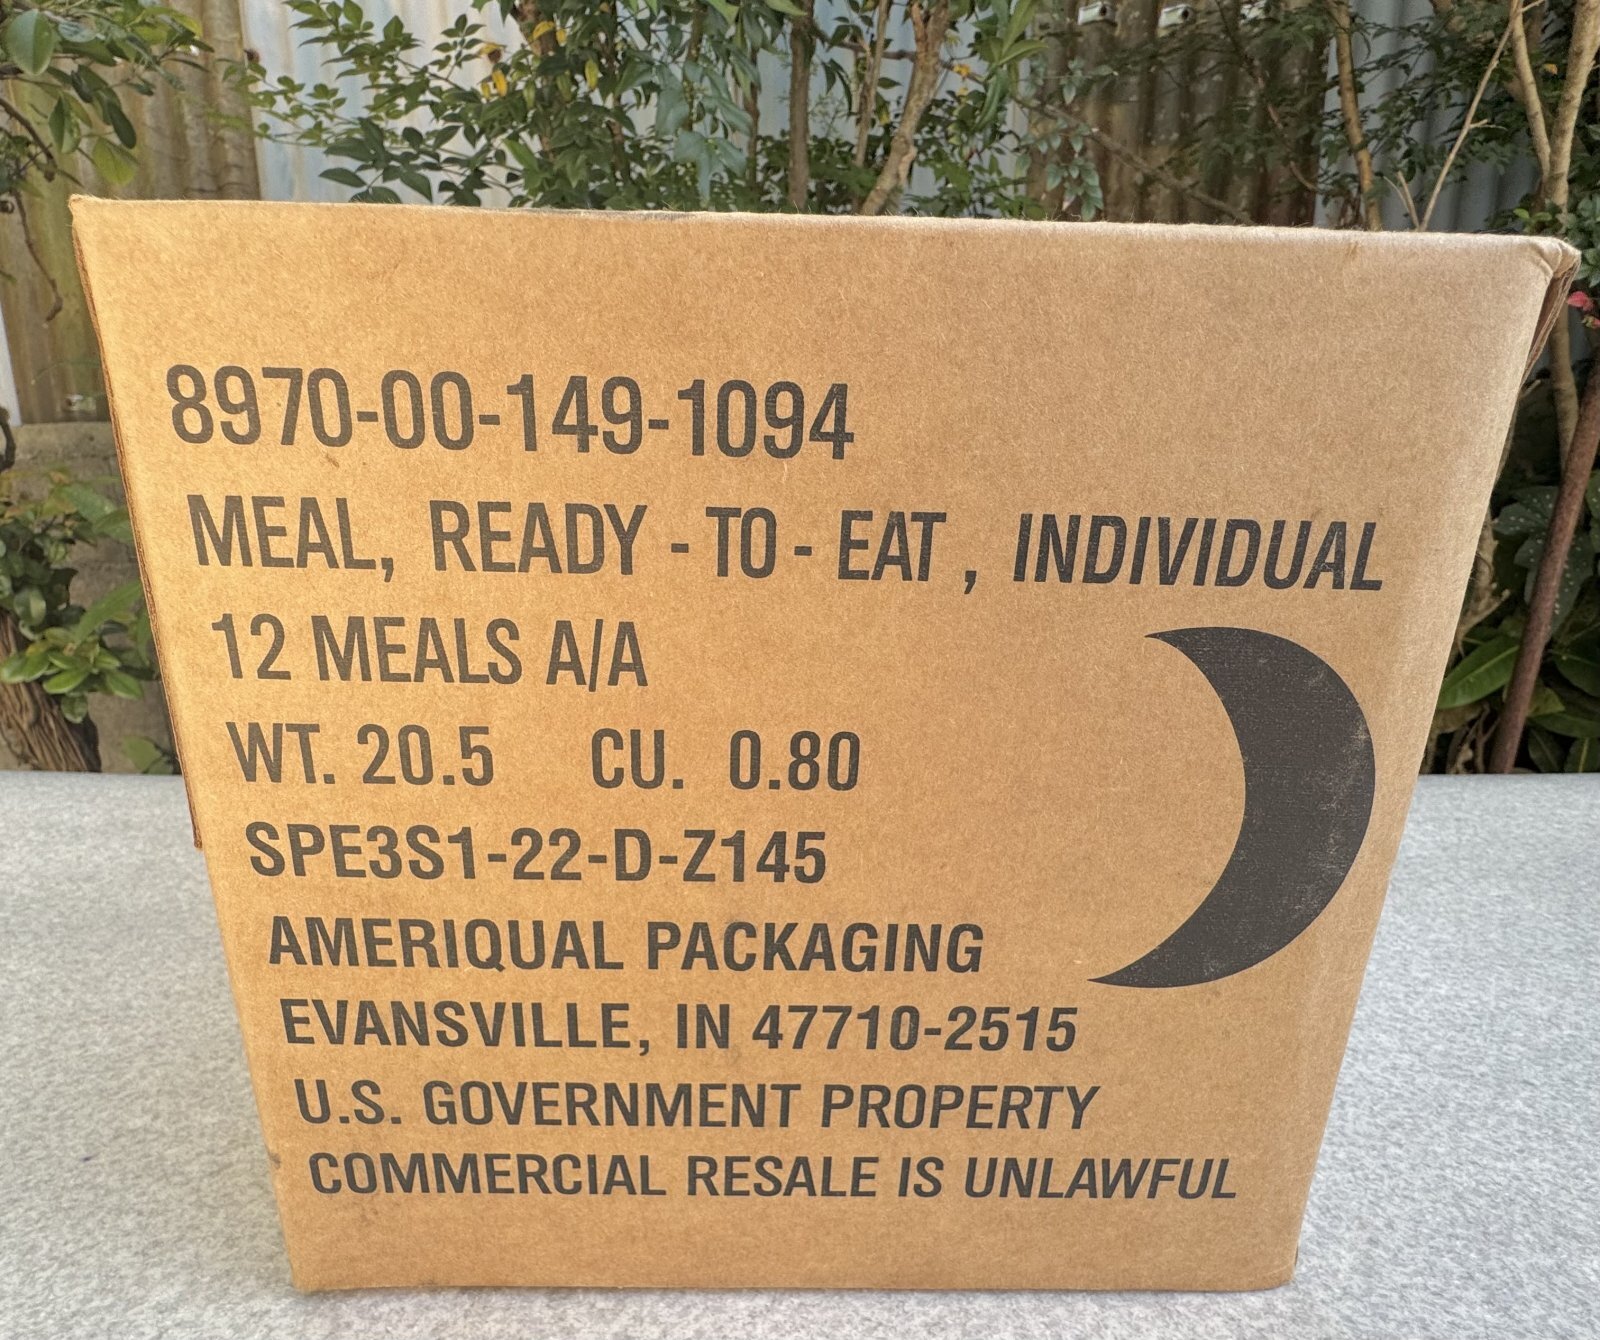 8970-00-149-1094
MEAL, READY - TO - EAT , INDIVIDUAL
12 MEALS A/A
WT. 20.5 CU. 0.80
SPE3S1-22-D-Z145
AMERIQUAL PACKAGING
EVANSVILLE, IN 47710-2515
U.S. GOVERNMENT PROPERTY
COMMERCIAL RESALE IS UNLAWFUL